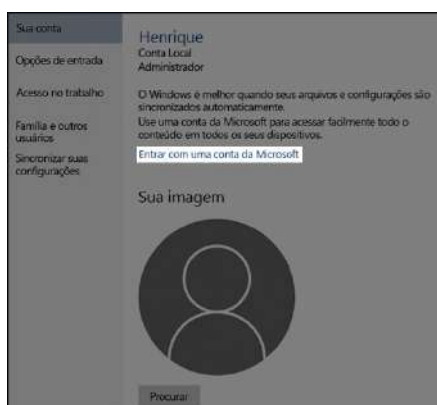 Sua conta
Opções de entrada
Acesso no trabalho
Família e outros
usuários
Sincronizar suas
configurações
Henrique
Conta Local
Administrador
O Windows é melhor quando seus arquivos e configurações são
sincronizados automaticamente.
Use uma conta da Microsoft para acessar facilmente todo o
conteúdo em todos os seus dispositivos.
Entrar com uma conta da Microsoft
Sua imagem
Procurar